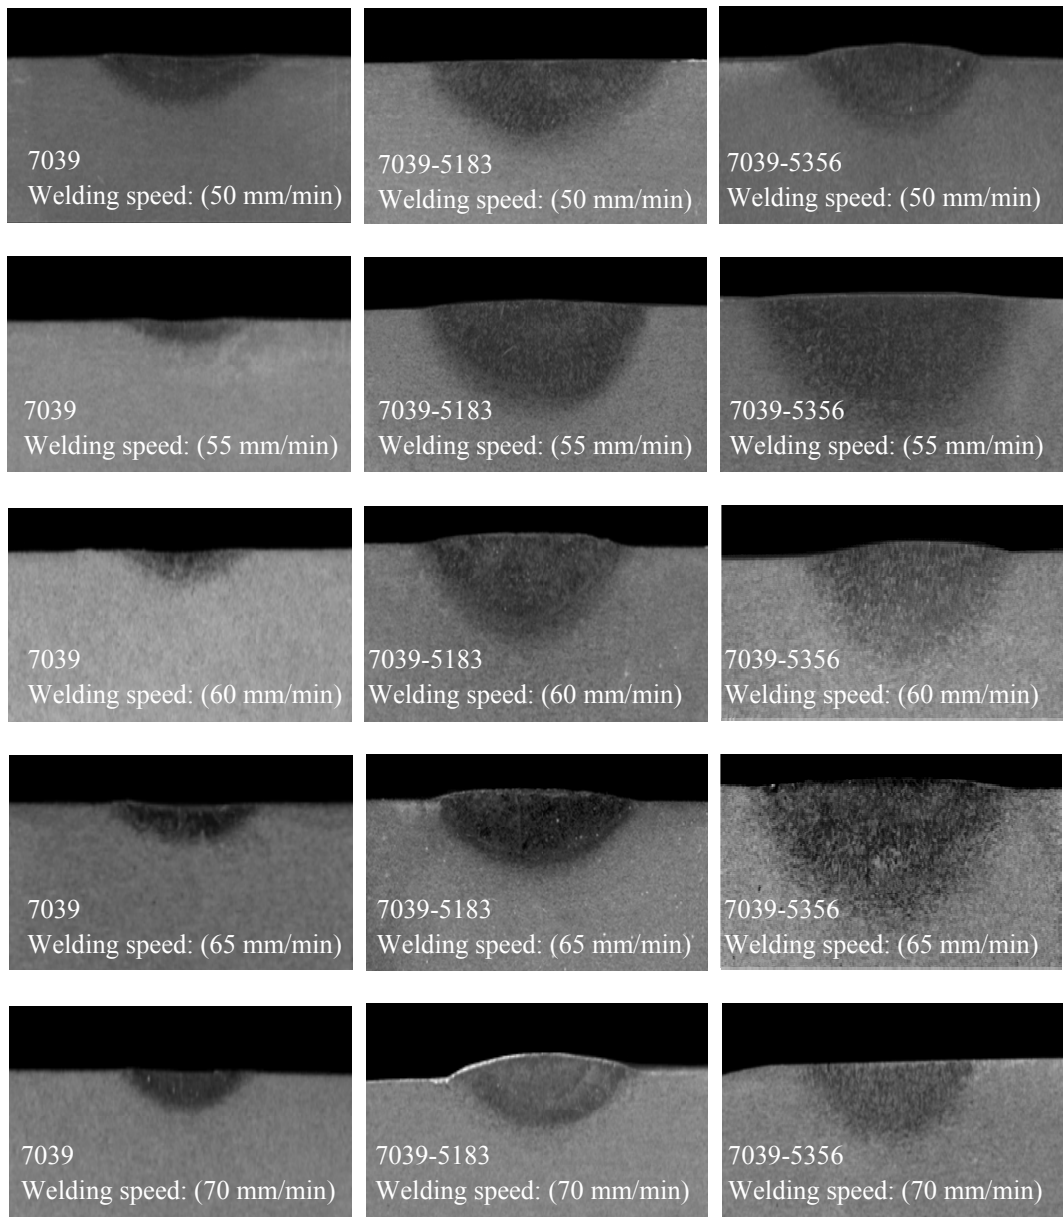 7039
Welding speed: (50 mm/min)
7039-5183
Welding speed: (50 mm/min)
7039-5356
Welding speed: (50 mm/min)
7039
Welding speed: (55 mm/min)
7039-5183
Welding speed: (55 mm/min)
7039-5356
Welding speed: (55 mm/min)
7039
Welding speed: (60 mm/min)
7039-5183
Welding speed: (60 mm/min)
7039-5356
Welding speed: (60 mm/min)
7039
Welding speed: (65 mm/min)
7039-5183
Welding speed: (65 mm/min)
7039-5356
Welding speed: (65 mm/min)
7039
Welding speed: (70 mm/min)
7039-5183
Welding speed: (70 mm/min)
7039-5356
Welding speed: (70 mm/min)